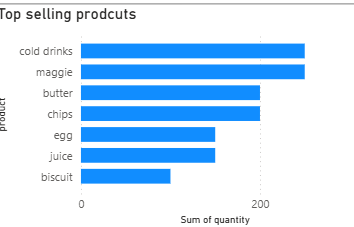 Top selling prodcuts
cold drinks
maggie
butter
chips
egg
juice
biscuit
product
0
200
Sum of quantity